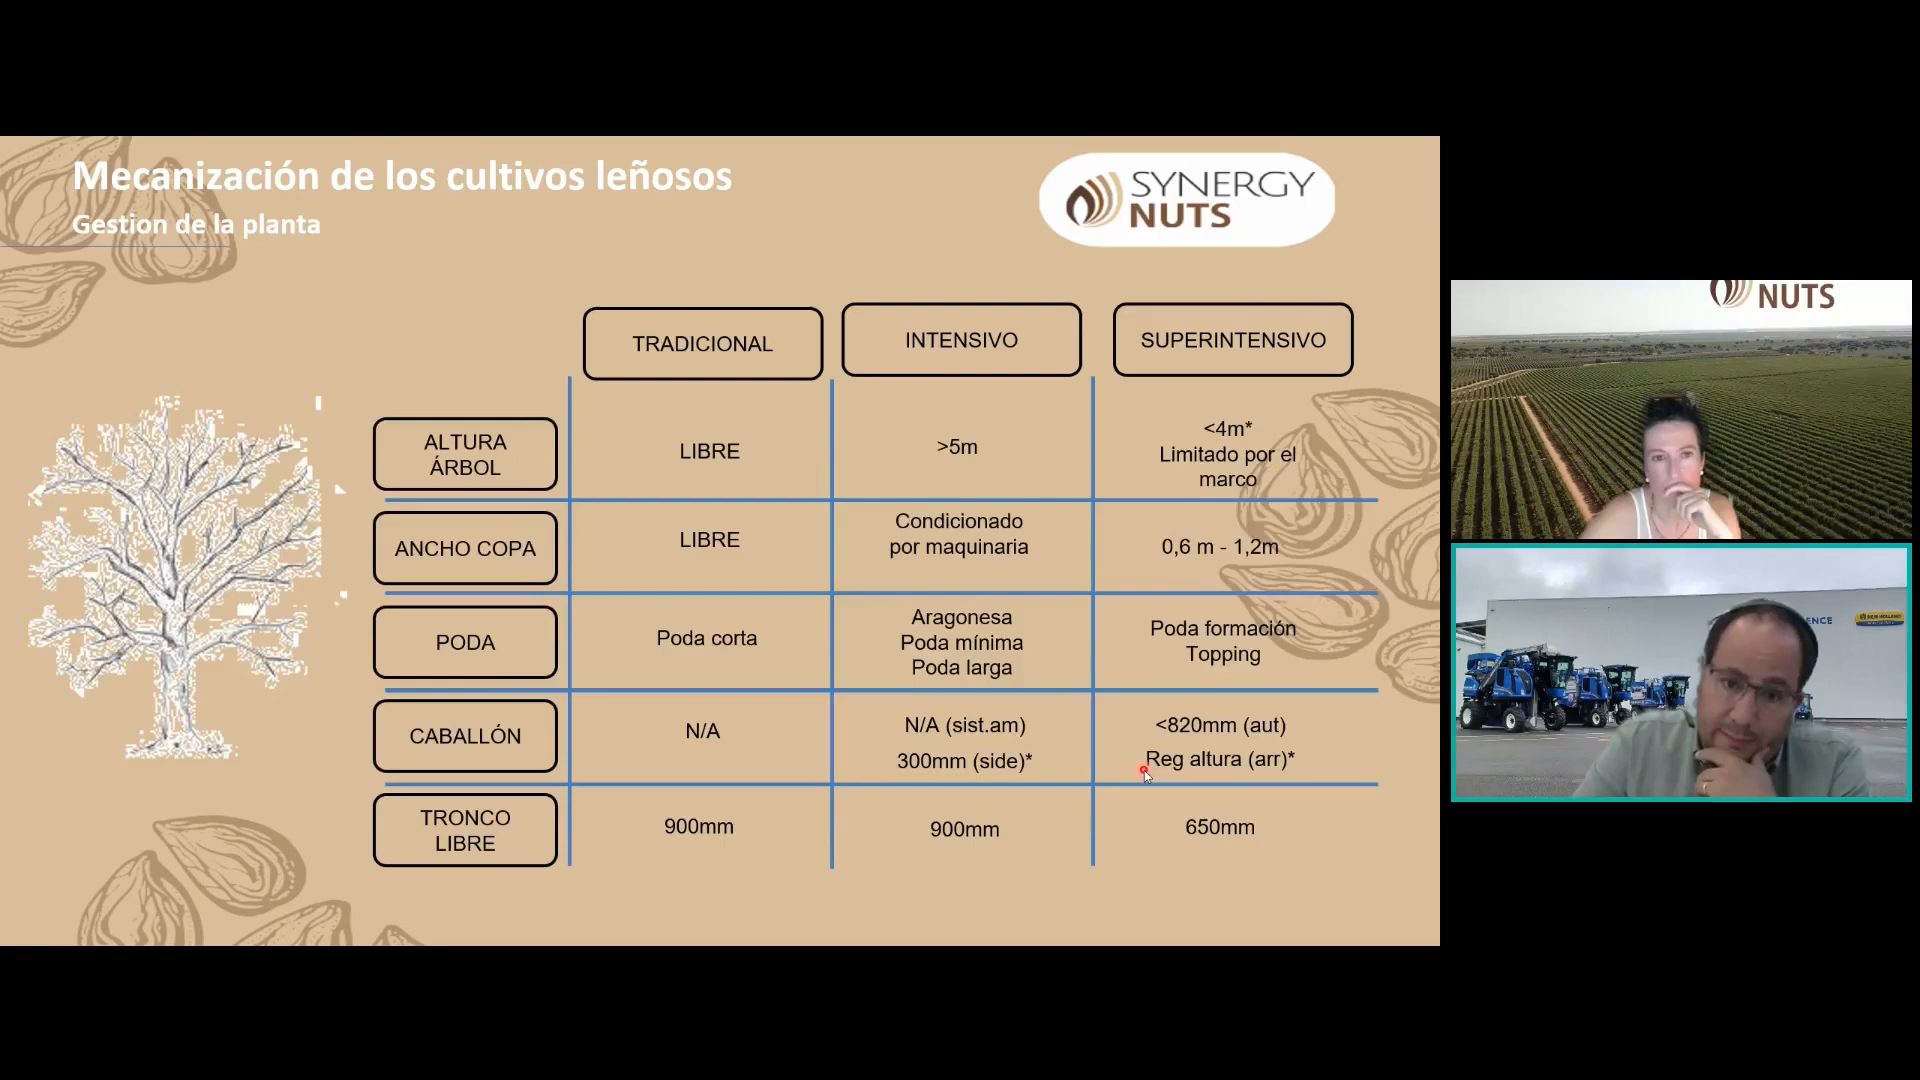 Mecanización de los cultivos leñosos
Gestion de la planta
SYNERGY
NUTS
TRADICIONAL
INTENSIVO
SUPERINTENSIVO
ALTURA
ÁRBOL
LIBRE
>5m
<4m*
Limitado por el
marco
ANCHO COPA
LIBRE
Condicionado
por maquinaria
0,6 m - 1,2m
PODA
Poda corta
Aragonesa
Poda mínima
Poda larga
Poda formación
Topping
CABALLÓN
N/A
N/A (sist.am)
300mm (side)*
<820mm (aut)
Reg altura (arr)*
TRONCO
LIBRE
900mm
900mm
650mm
NUTS
ENCE
NEW HOLLAND